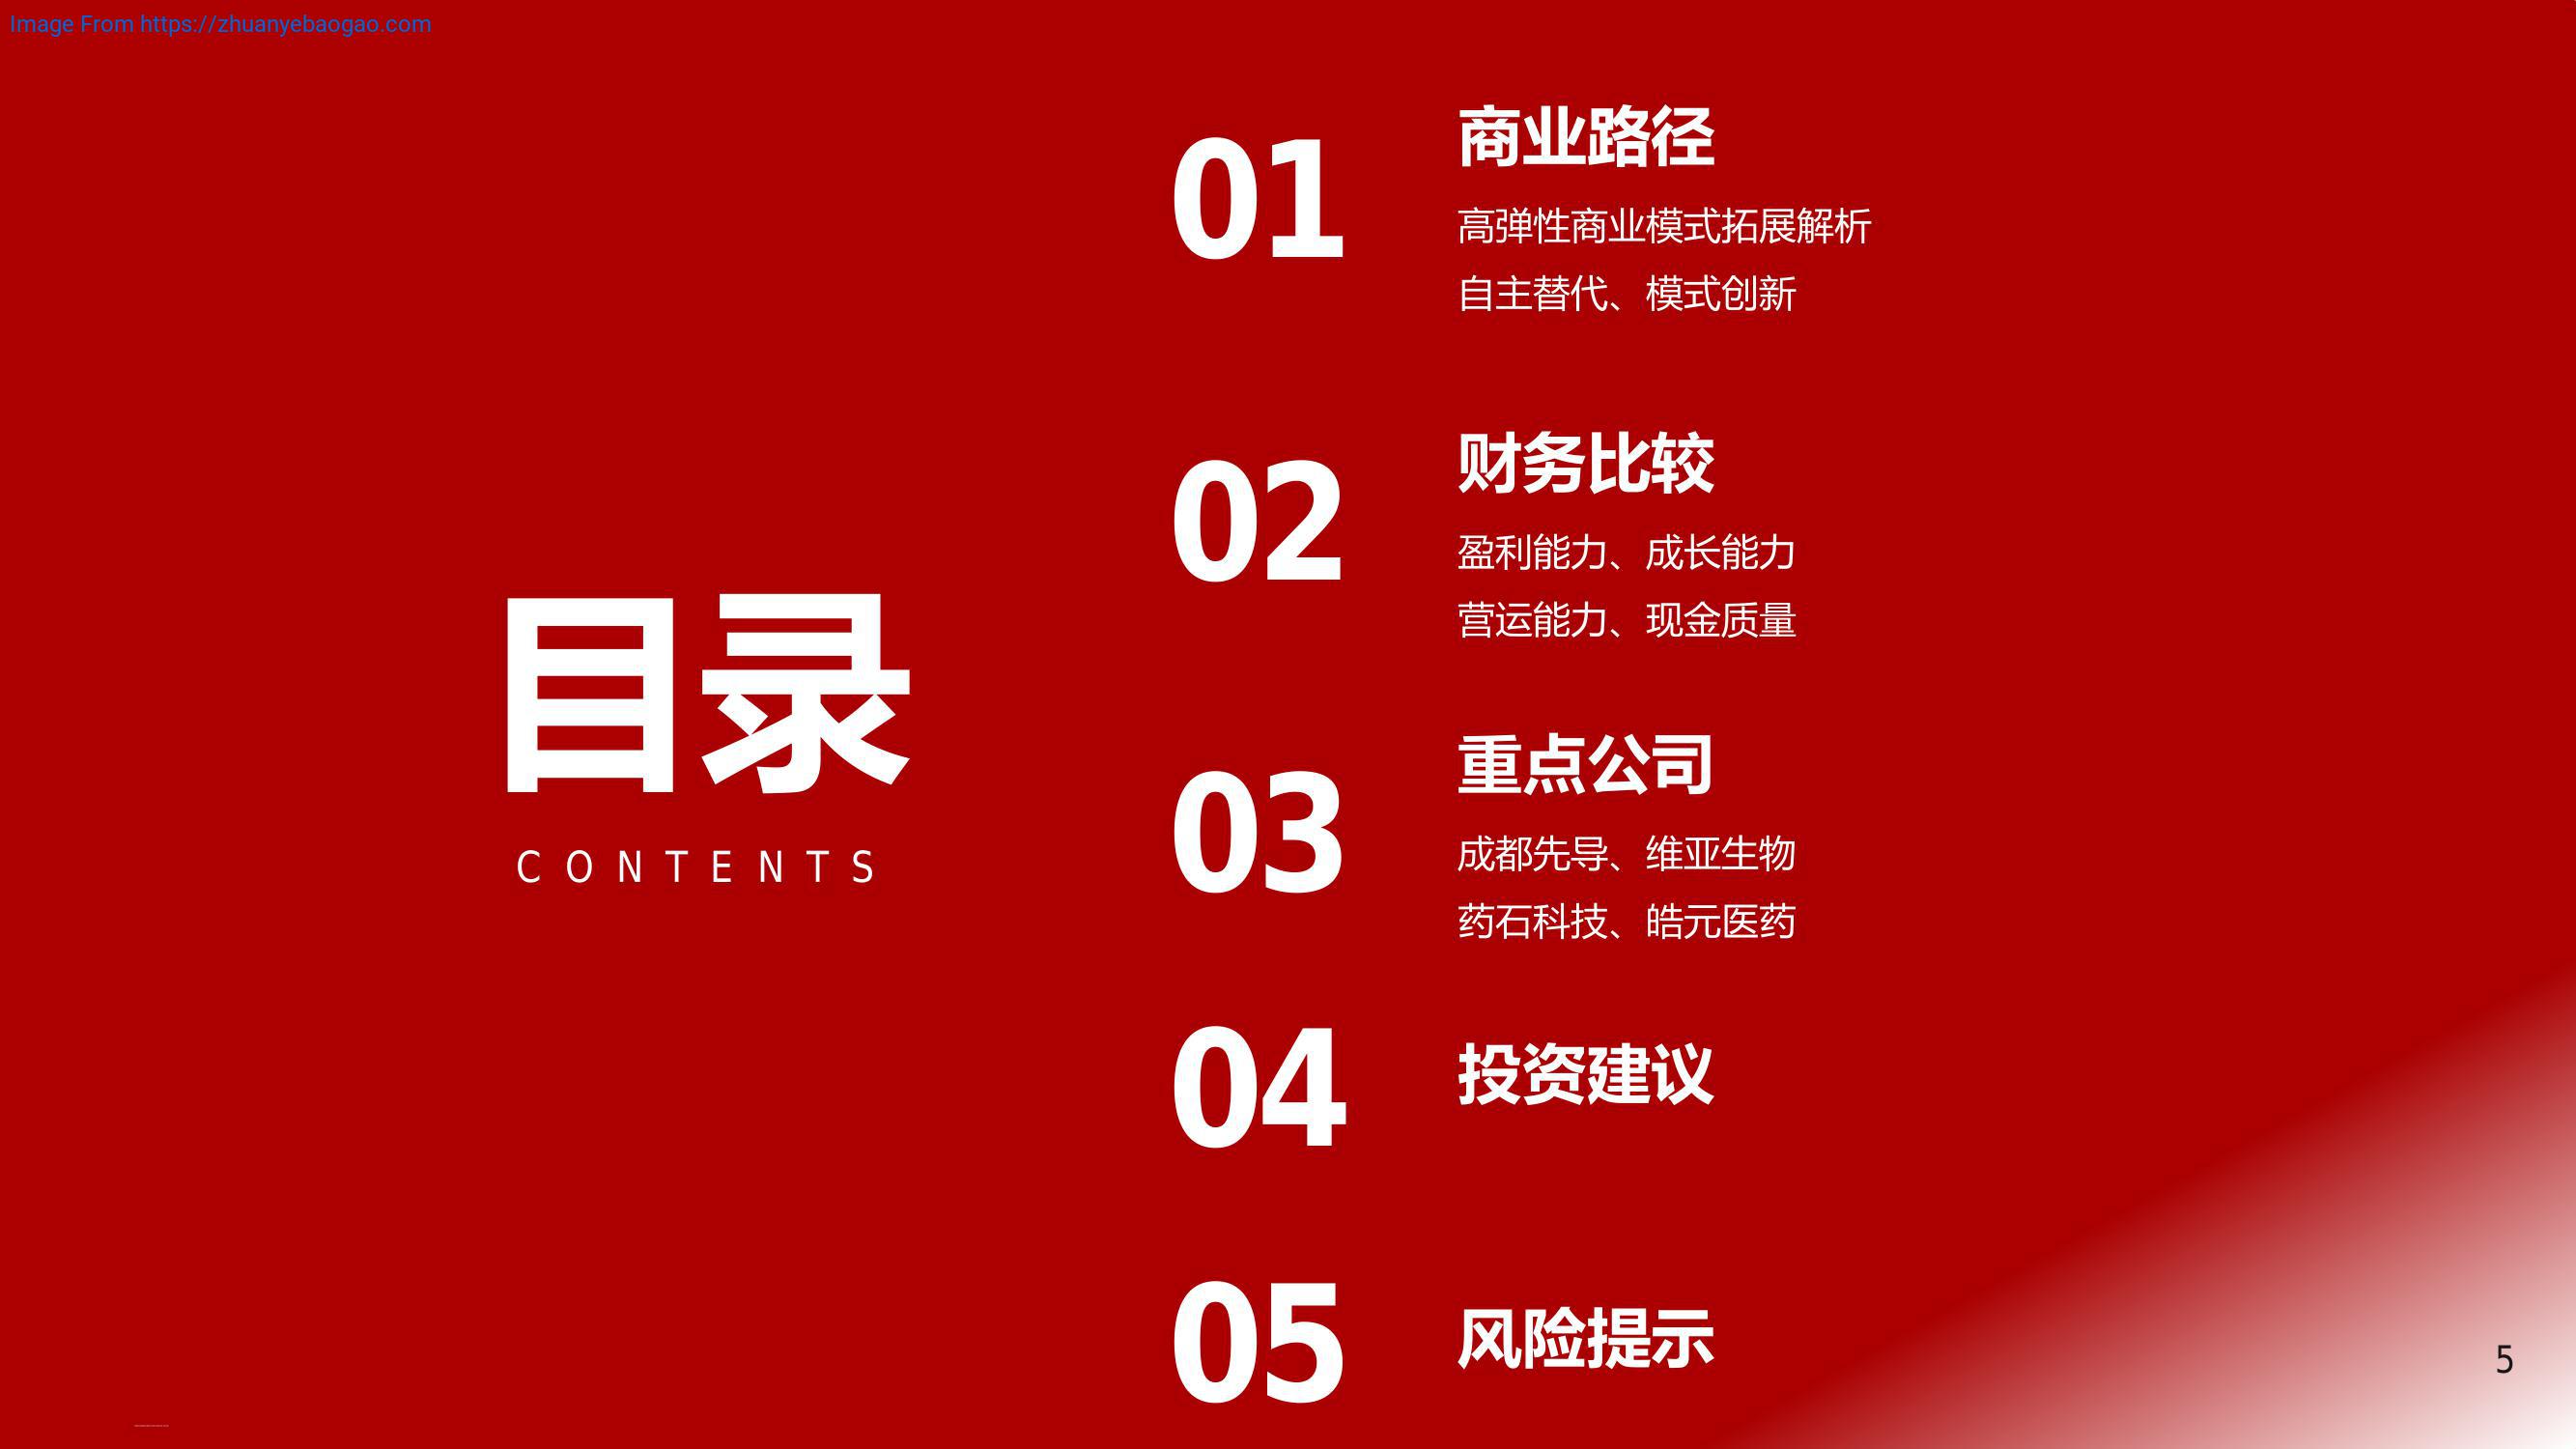 Image From https://zhuanyebaogao.com
目录
CONTENTS
01
商业路径
高弹性商业模式拓展解析
自主替代、模式创新
02
财务比较
盈利能力、成长能力
营运能力、现金质量
03
重点公司
成都先导、维亚生物
药石科技、皓元医药
04
投资建议
05
风险提示
5